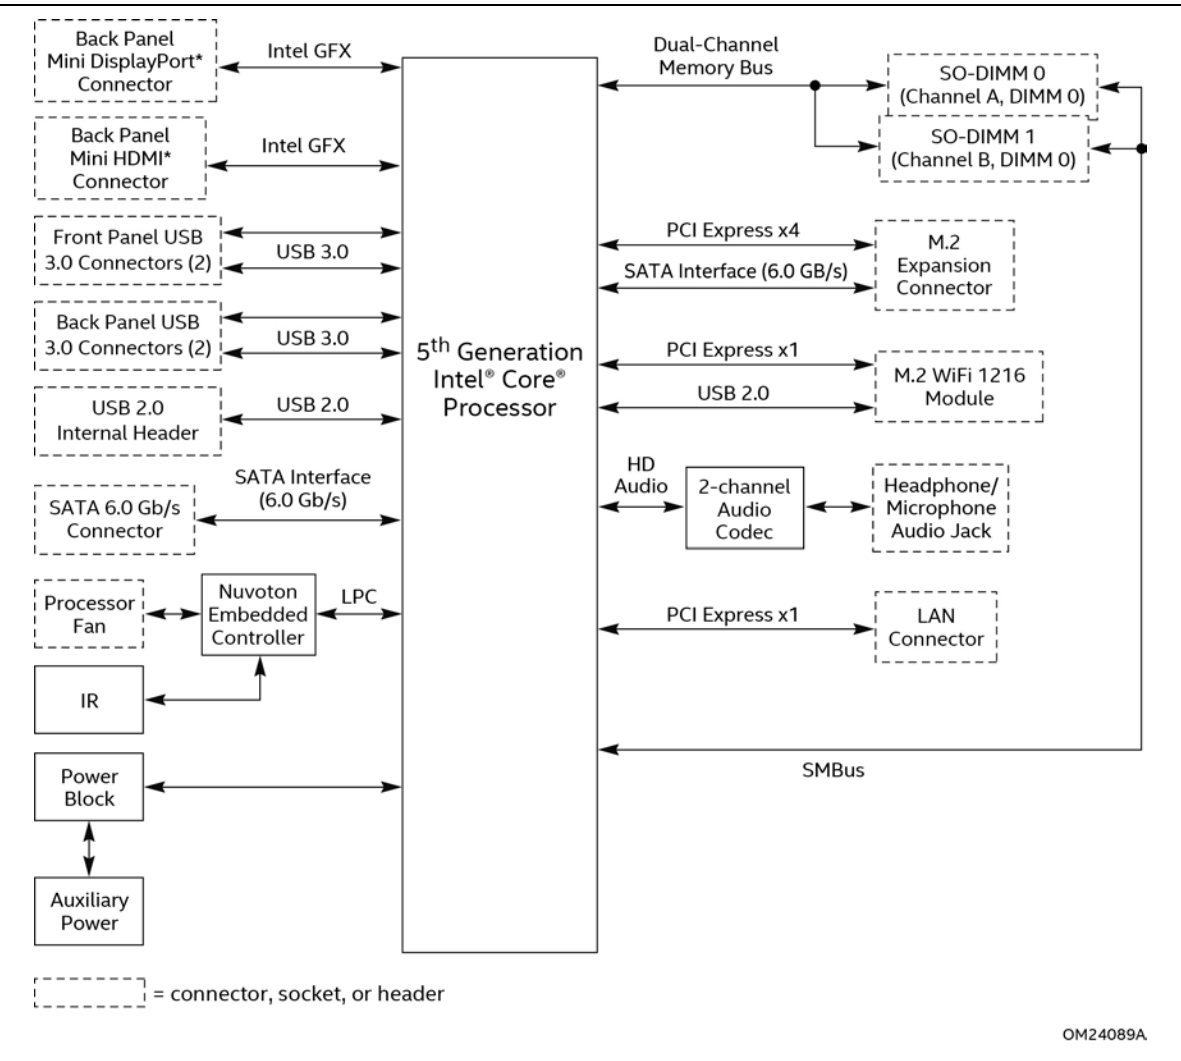 Back Panel
Mini DisplayPort*
Connector
Intel GFX
Back Panel
Mini HDMI*
Connector
Intel GFX
Front Panel USB
3.0 Connectors (2)
USB 3.0
Back Panel USB
3.0 Connectors (2)
USB 3.0
USB 2.0
Internal Header
USB 2.0
SATA 6.0 Gb/s
Connector
SATA Interface
(6.0 Gb/s)
Processor
Fan
Nuvoton
Embedded
Controller
LPC
IR
Power
Block
Auxiliary
Power
5th Generation
Intel® Core®
Processor
Dual-Channel
Memory Bus
SO-DIMM 0
(Channel A, DIMM 0)
SO-DIMM 1
(Channel B, DIMM 0)
PCI Express x4
SATA Interface (6.0 GB/s)
M.2
Expansion
Connector
PCI Express x1
USB 2.0
M.2 WiFi 1216
Module
HD
Audio
2-channel
Audio
Codec
Headphone/
Microphone
Audio Jack
PCI Express x1
LAN
Connector
SMBus
= connector, socket, or header
OM24089A